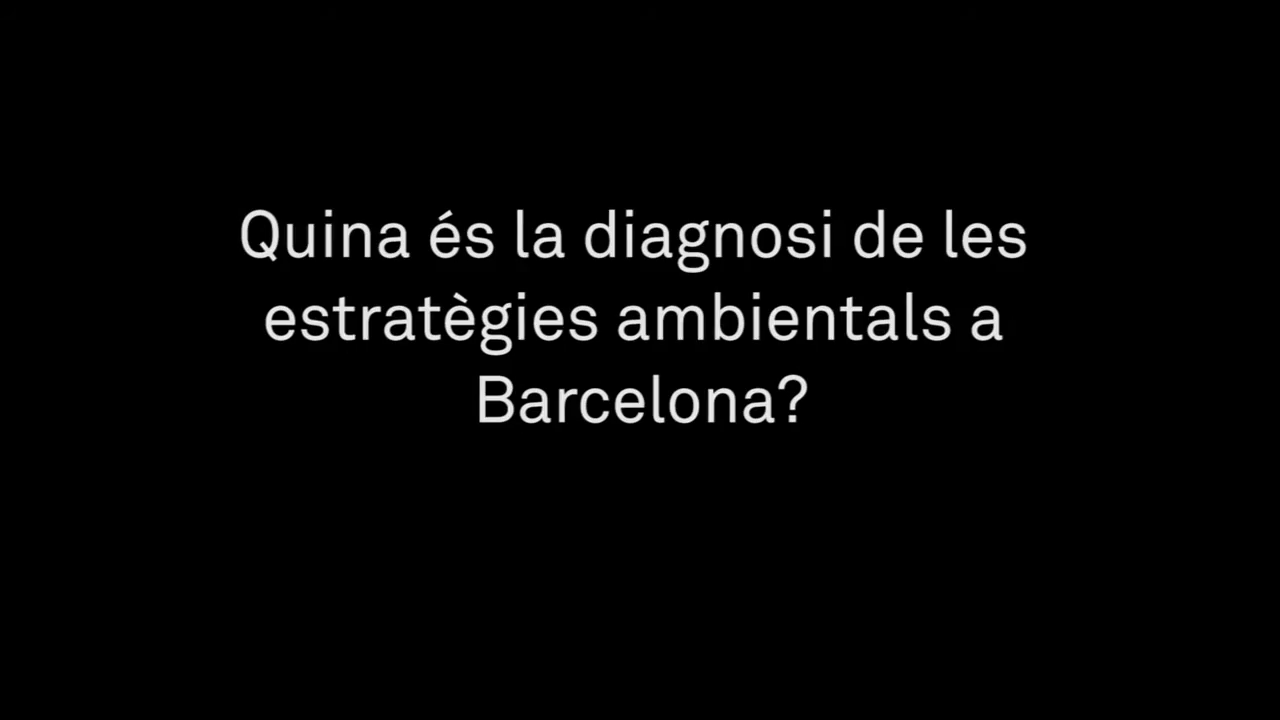 Quina és la diagnosi de les
estratègies ambientals a
Barcelona?